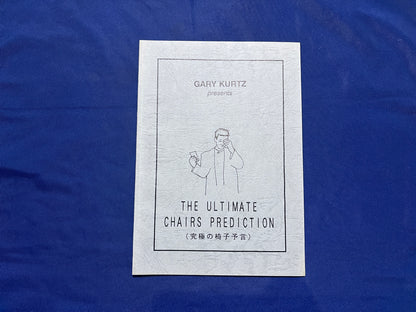 GARY KURTZ
presents
THE ULTIMATE
CHAIRS PREDICTION
(究極の椅子予言)